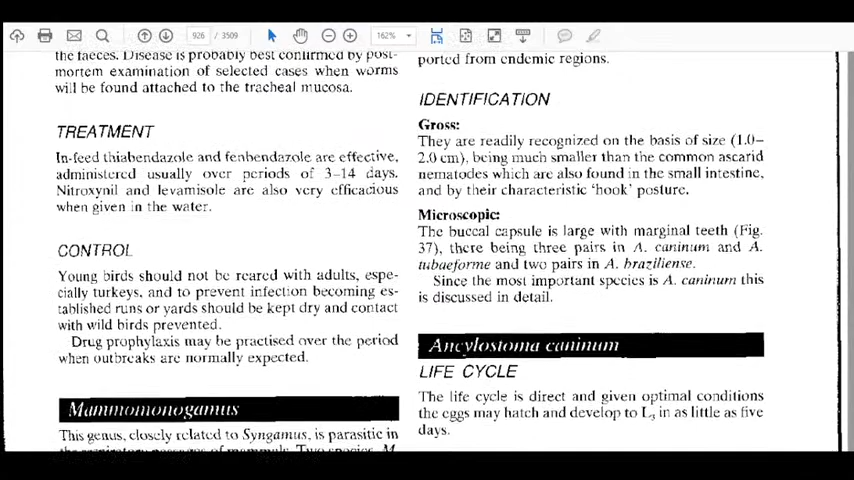 926 / 3509
162%
the faeces. Disease is probably best confirmed by post-
mortem examination of selected cases when worms
will be found attached to the tracheal mucosa.
TREATMENT
In-feed thiabendazole and fenbendazole are effective,
administered usually over periods of 3–14 days.
Nitroxynil and levamisole are also very efficacious
when given in the water.
CONTROL
Young birds should not be reared with adults, espe-
cially turkeys, and to prevent infection becoming es-
tablished runs or yards should be kept dry and contact
with wild birds prevented.
Drug prophylaxis may be practised over the period
when outbreaks are normally expected.
Mammomonogamus
This genus, closely related to Syngamus, is parasitic in
the respiratory passages of mammals. Two species, M.
ported from endemic regions.
IDENTIFICATION
Gross:
They are readily recognized on the basis of size (1.0–
2.0 cm), being much smaller than the common ascarid
nematodes which are also found in the small intestine,
and by their characteristic 'hook' posture.
Microscopic:
The buccal capsule is large with marginal teeth (Fig.
37), there being three pairs in A. caninum and A.
tubaeforme and two pairs in A. braziliense.
Since the most important species is A. caninum this
is discussed in detail.
Ancylostoma caninum
LIFE CYCLE
The life cycle is direct and given optimal conditions
the eggs may hatch and develop to L₃ in as little as five
days.